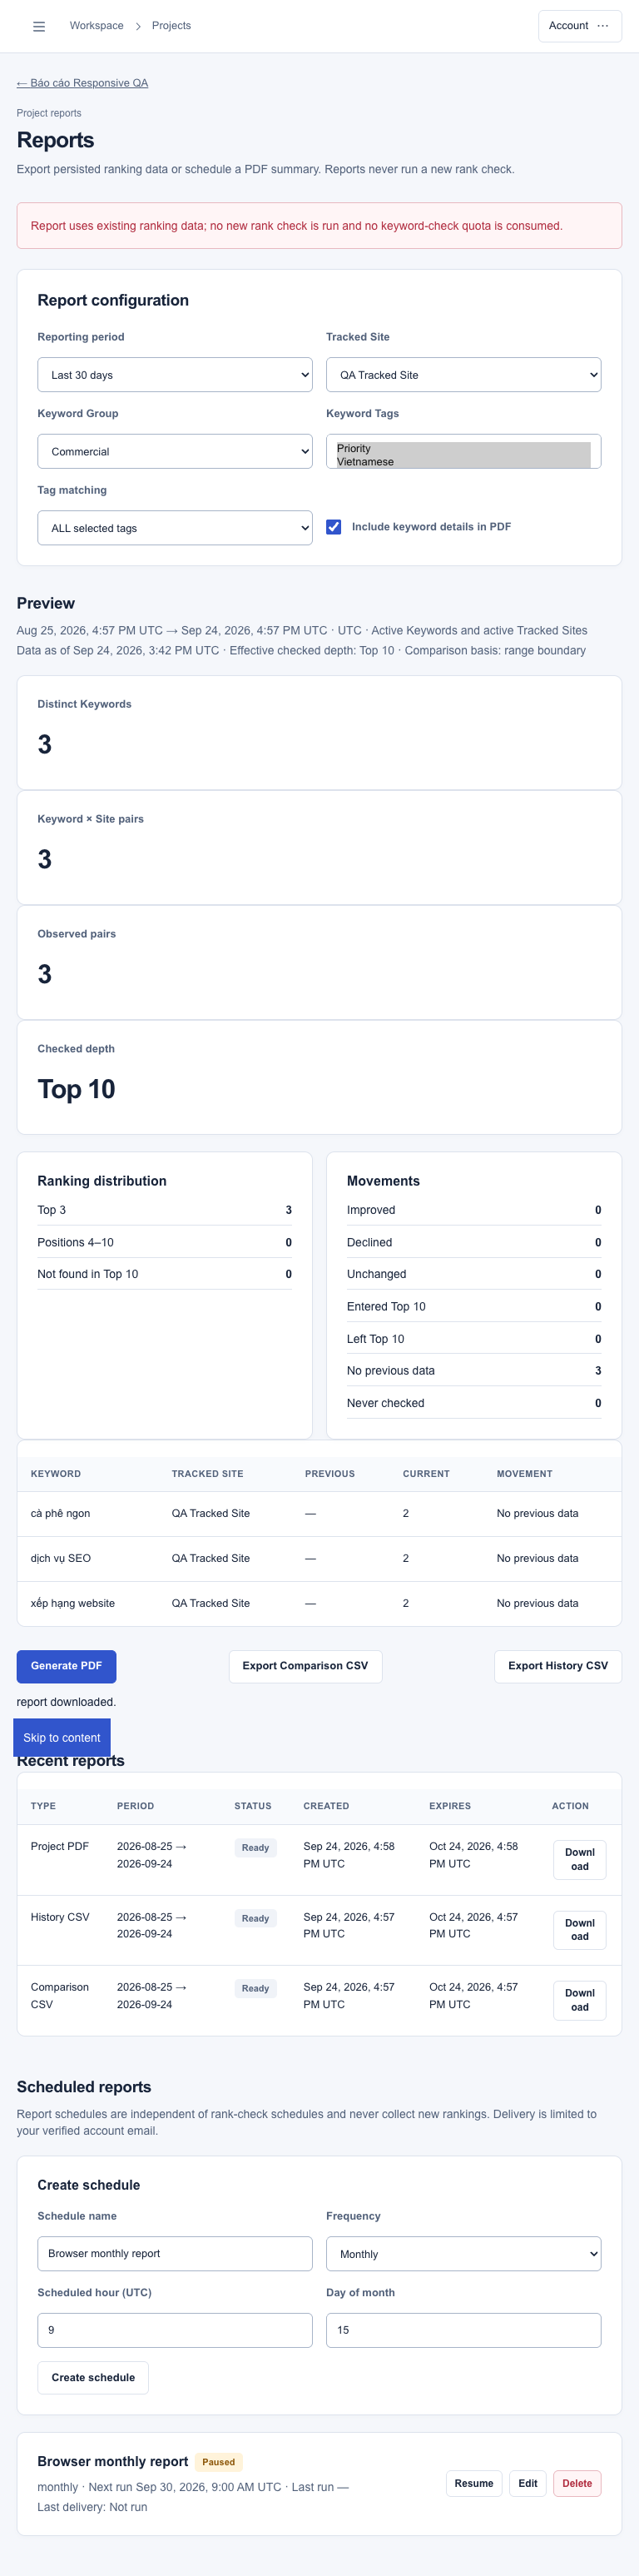 Workspace > Projects
Account ···
← Báo cáo Responsive QA
Project reports
Reports
Export persisted ranking data or schedule a PDF summary. Reports never run a new rank check.
Report uses existing ranking data; no new rank check is run and no keyword-check quota is consumed.
Report configuration
Reporting period
Tracked Site
Last 30 days
QA Tracked Site
Keyword Group
Keyword Tags
Commercial
Priority
Vietnamese
Tag matching
ALL selected tags
Include keyword details in PDF
Preview
Aug 25, 2026, 4:57 PM UTC → Sep 24, 2026, 4:57 PM UTC · UTC · Active Keywords and active Tracked Sites
Data as of Sep 24, 2026, 3:42 PM UTC · Effective checked depth: Top 10 · Comparison basis: range boundary
Distinct Keywords
3
Keyword × Site pairs
3
Observed pairs
3
Checked depth
Top 10
Ranking distribution
Top 3 3
Positions 4–10 0
Not found in Top 10 0
Movements
Improved 0
Declined 0
Unchanged 0
Entered Top 10 0
Left Top 10 0
No previous data 3
Never checked 0
KEYWORD TRACKED SITE PREVIOUS CURRENT MOVEMENT
cà phê ngon QA Tracked Site — 2 No previous data
dịch vụ SEO QA Tracked Site — 2 No previous data
xếp hạng website QA Tracked Site — 2 No previous data
Generate PDF
Export Comparison CSV
Export History CSV
report downloaded.
Skip to content
Recent reports
TYPE PERIOD STATUS CREATED EXPIRES ACTION
Project PDF 2026-08-25 → Ready Sep 24, 2026, 4:58 Oct 24, 2026, 4:58 Downl
2026-09-24 PM UTC PM UTC oad
History CSV 2026-08-25 → Ready Sep 24, 2026, 4:57 Oct 24, 2026, 4:57 Downl
2026-09-24 PM UTC PM UTC oad
Comparison 2026-08-25 → Ready Sep 24, 2026, 4:57 Oct 24, 2026, 4:57 Downl
CSV 2026-09-24 PM UTC PM UTC oad
Scheduled reports
Report schedules are independent of rank-check schedules and never collect new rankings. Delivery is limited to
your verified account email.
Create schedule
Schedule name
Frequency
Browser monthly report
Monthly
Scheduled hour (UTC)
Day of month
9
15
Create schedule
Browser monthly report Paused
monthly · Next run Sep 30, 2026, 9:00 AM UTC · Last run —
Last delivery: Not run
Resume
Edit
Delete